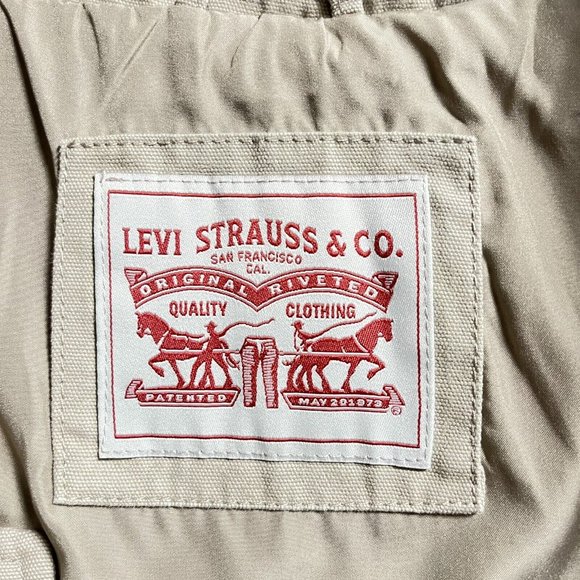 LEVI STRAUSS & CO.
SAN FRANCISCO
CAL.
ORIGINAL RIVETED
QUALITY CLOTHING
PATENTED MAY 20 1873
®